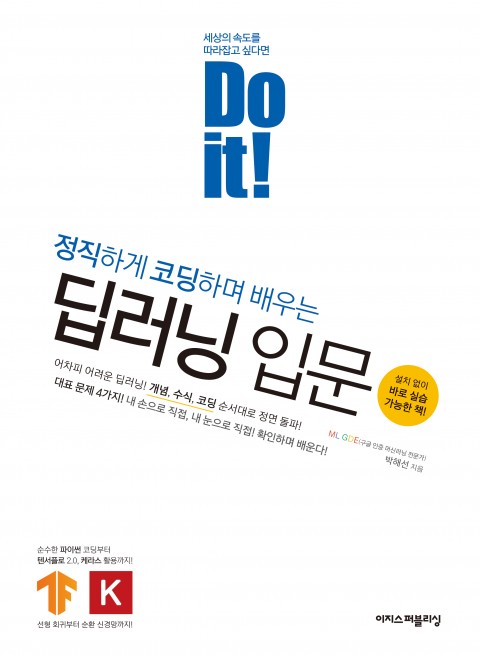 세상의 속도를
따라잡고 싶다면
Do
it!
정직하게 코딩하며 배우는
딥러닝 입문
어차피 어려운 딥러닝! 개념, 수식, 코딩 순서대로 정면 돌파!
대표 문제 4가지! 내 손으로 직접, 내 눈으로 직접! 확인하며 배운다!
설치 없이
바로 실습
가능한 책!
ML GDE(구글 인증 머신러닝 전문가)
박해선 지음
순수한 파이썬 코딩부터
텐서플로 2.0, 케라스 활용까지!
TF K
선형 회귀부터 순환 신경망까지!
이지스퍼블리싱